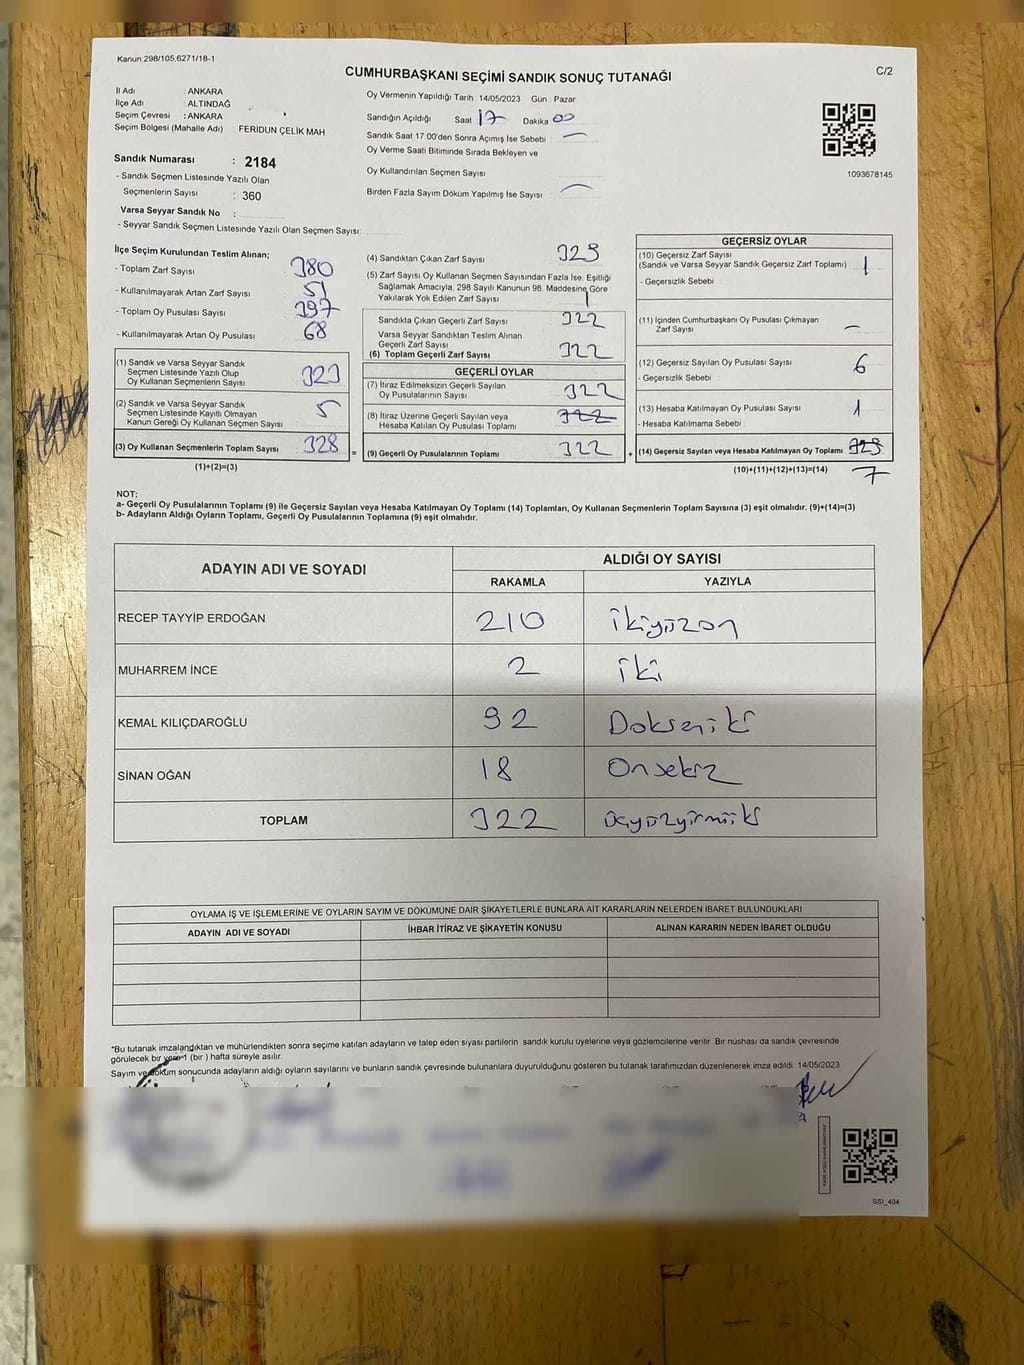 Kanun:298/105,6271/18-1
CUMHURBAŞKANI SEÇİMİ SANDIK SONUÇ TUTANAĞI
C/2
İl Adı : ANKARA
İlçe Adı : ALTINDAĞ
Seçim Çevresi : ANKARA
Seçim Bölgesi (Mahalle Adı) : FERİDUN ÇELİK MAH
Sandık Numarası : 2184
- Sandık Seçmen Listesinde Yazılı Olan
Seçmenlerin Sayısı : 360
Varsa Seyyar Sandık No :
- Seyyar Sandık Seçmen Listesinde Yazılı Olan Seçmen Sayısı:
Oy Vermenin Yapıldığı Tarih 14/05/2023 Gün Pazar
Sandığın Açıldığı Saat 17 Dakika 00
Sandık Saat 17.00'den Sonra Açımış İse Sebebi : —
Oy Verme Saati Bitiminde Sırada Bekleyen ve
Oy Kullandırılan Seçmen Sayısı
Birden Fazla Sayım Döküm Yapılmış İse Sayısı —
1093678145
İlçe Seçim Kurulundan Teslim Alınan;
- Toplam Zarf Sayısı : 380
- Kullanılmayarak Artan Zarf Sayısı : 51
- Toplam Oy Pusulası Sayısı : 397
- Kullanılmayarak Artan Oy Pusulası : 68
(1) Sandık ve Varsa Seyyar Sandık
Seçmen Listesinde Yazılı Olup
Oy Kullanan Seçmenlerin Sayısı 323
(2) Sandık ve Varsa Seyyar Sandık
Seçmen Listesinde Kayıtlı Olmayan
Kanun Gereği Oy Kullanan Seçmen Sayısı 5
(3) Oy Kullanan Seçmenlerin Toplam Sayısı 328
(1)+(2)=(3)
(4) Sandıktan Çıkan Zarf Sayısı 323
(5) Zarf Sayısı Oy Kullanan Seçmen Sayısından Fazla İse, Eşitliği
Sağlamak Amacıyla, 298 Sayılı Kanunun 98. Maddesine Göre
Yakılarak Yok Edilen Zarf Sayısı 1
Sandıkta Çıkan Geçerli Zarf Sayısı 322
Varsa Seyyar Sandıktan Teslim Alınan
Geçerli Zarf Sayısı
(6) Toplam Geçerli Zarf Sayısı 322
GEÇERLİ OYLAR
(7) İtiraz Edilmeksizin Geçerli Sayılan
Oy Pusulalarının Sayısı 322
(8) İtiraz Üzerine Geçerli Sayılan veya
Hesaba Katılan Oy Pusulası Toplamı 322
= (9) Geçerli Oy Pusulalarının Toplamı 322
GEÇERSİZ OYLAR
(10) Geçersiz Zarf Sayısı
(Sandık ve Varsa Seyyar Sandık Geçersiz Zarf Toplamı) 1
- Geçersizlik Sebebi :
(11) İçinden Cumhurbaşkanı Oy Pusulası Çıkmayan
Zarf Sayısı —
(12) Geçersiz Sayılan Oy Pusulası Sayısı 6
- Geçersizlik Sebebi :
(13) Hesaba Katılmayan Oy Pusulası Sayısı 1
- Hesaba Katılmama Sebebi :
+ (14) Geçersiz Sayılan veya Hesaba Katılmayan Oy Toplamı
(10)+(11)+(12)+(13)=(14) 7
NOT:
a- Geçerli Oy Pusulalarının Toplamı (9) ile Geçersiz Sayılan veya Hesaba Katılmayan Oy Toplamı (14) Toplamları, Oy Kullanan Seçmenlerin Toplam Sayısına (3) eşit olmalıdır. (9)+(14)=(3)
b- Adayların Aldığı Oyların Toplamı, Geçerli Oy Pusulalarının Toplamına (9) eşit olmalıdır.
ADAYIN ADI VE SOYADI ALDIĞI OY SAYISI
RAKAMLA YAZIYLA
RECEP TAYYİP ERDOĞAN 210 ikiyüzon
MUHARREM İNCE 2 iki
KEMAL KILIÇDAROĞLU 92 Doksaniki
SİNAN OĞAN 18 Onsekiz
TOPLAM 322 üçyüzyirmiiki
OYLAMA İŞ VE İŞLEMLERİNE VE OYLARIN SAYIM VE DÖKÜMÜNE DAİR ŞİKAYETLERLE BUNLARA AİT KARARLARIN NELERDEN İBARET BULUNDUKLARI
ADAYIN ADI VE SOYADI İHBAR İTİRAZ VE ŞİKAYETİN KONUSU ALINAN KARARIN NEDEN İBARET OLDUĞU
*Bu tutanak imzalandıktan ve mühürlendikten sonra seçime katılan adayların ve talep eden siyasi partilerin sandık kurulu üyelerine veya gözlemcilerine verilir. Bir nüshası da sandık çevresinde
görülecek bir yere 1 (bir) hafta süreyle asılır.
Sayım ve döküm sonucunda adayların aldığı oyların sayılarını ve bunların sandık çevresinde bulunanlara duyurulduğunu gösteren bu tutanak tarafımızdan düzenlenerek imza edildi. 14/05/2023
SSI_404